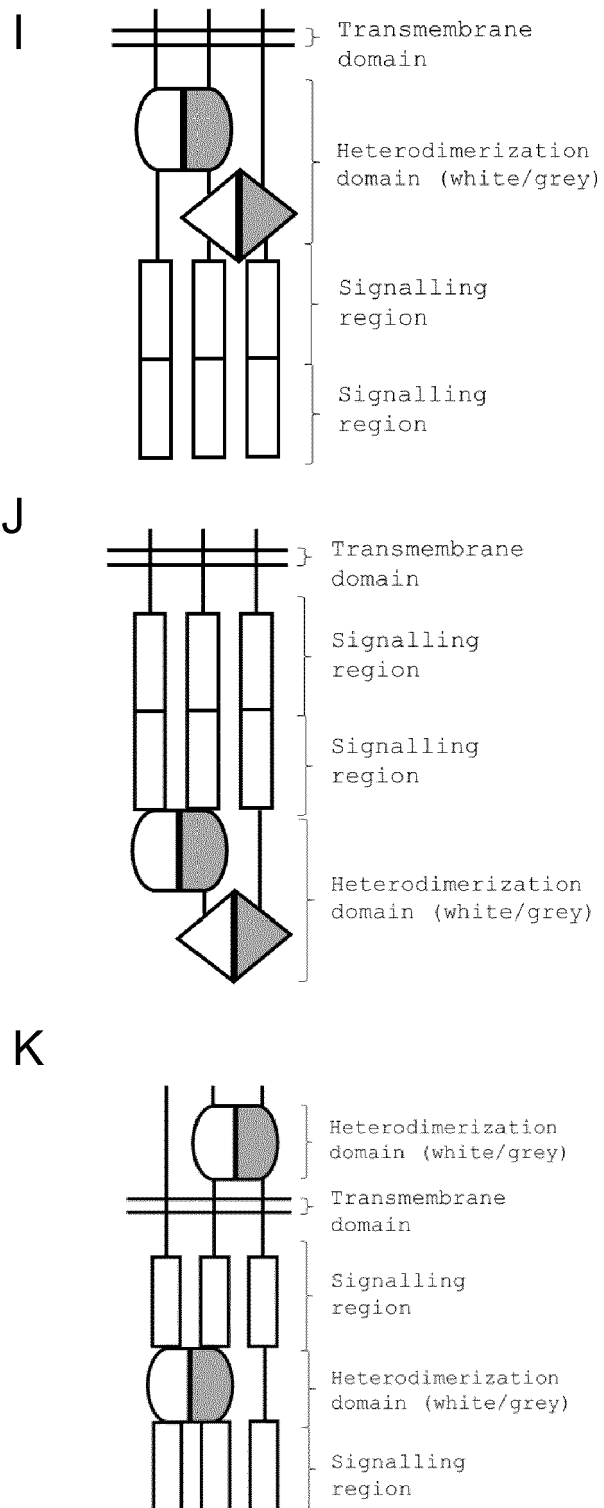 I
Transmembrane
domain
Heterodimerization
domain (white/grey)
Signalling
region
Signalling
region
J
Transmembrane
domain
Signalling
region
Signalling
region
Heterodimerization
domain (white/grey)
K
Heterodimerization
domain (white/grey)
Transmembrane
domain
Signalling
region
Heterodimerization
domain (white/grey)
Signalling
region